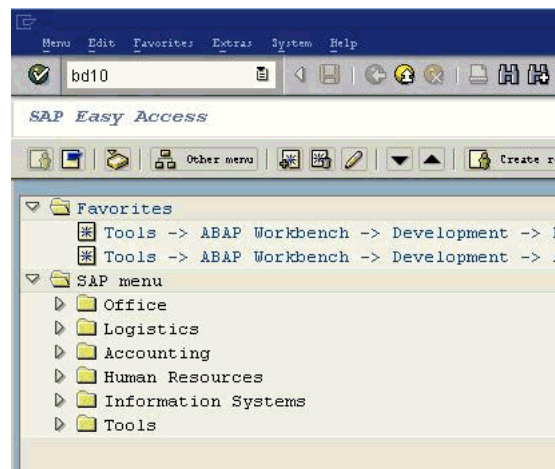 Menu Edit Favorites Extras System Help
bd10
SAP Easy Access
Other menu Create
Favorites
Tools -> ABAP Workbench -> Development ->
Tools -> ABAP Workbench -> Development ->
SAP menu
Office
Logistics
Accounting
Human Resources
Information Systems
Tools